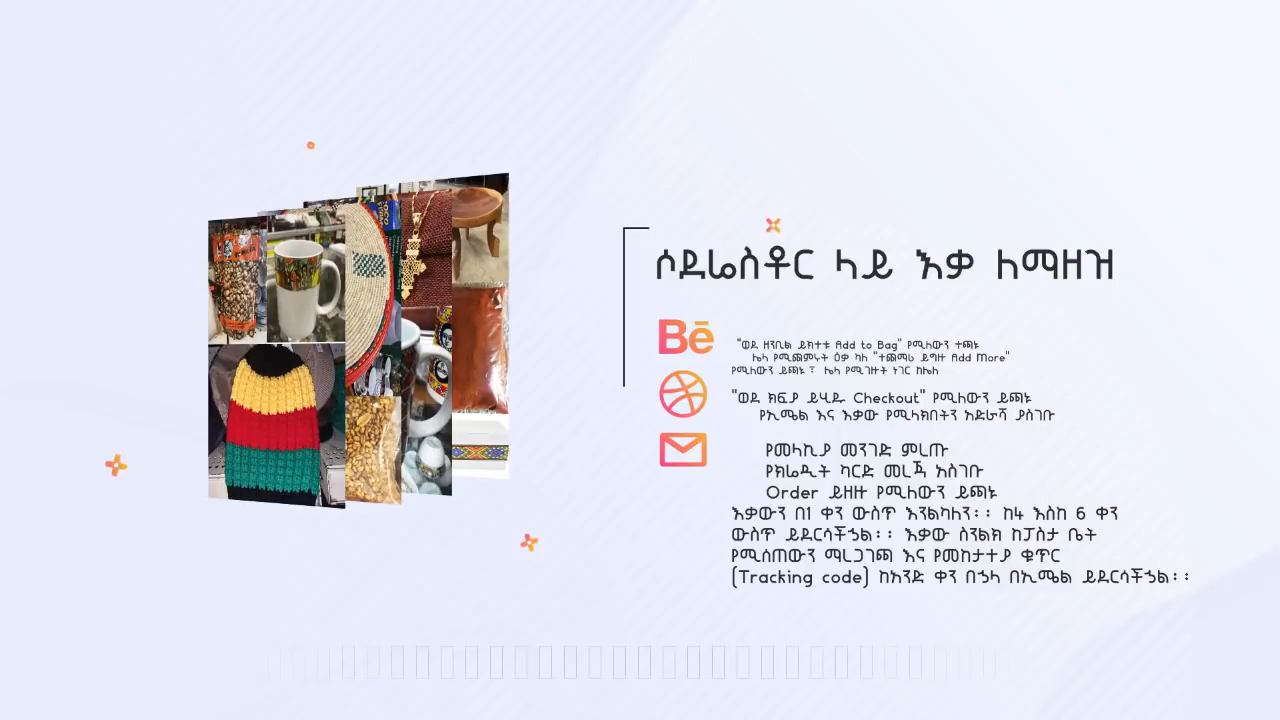 ሶደሬስቶር ላይ እቃ ለማዘዝ
Bē
"ወደ ዘንቢል ይክተቱ Add to Bag" የሚለውን ተጫኑ
ሌላ የሚጨምሩት ዕቃ ካለ "ተጨማሪ ይግዙ Add More"
የሚለውን ይጫኑ ፣ ሌላ የሚገዙት ነገር ከሌለ
"ወደ ክፍያ ይሂዱ Checkout" የሚለውን ይጫኑ
የኢሜል እና እቃው የሚላክበትን አድራሻ ያስገቡ
የመላኪያ መንገድ ምረጡ
የክሬዲት ካርድ መረጃ አስገቡ
Order ይዘዙ የሚለውን ይጫኑ
እቃውን በ1 ቀን ውስጥ እንልካለን፡፡ ከ4 እስከ 6 ቀን
ውስጥ ይደርሳችኋል፡፡ እቃው ስንልክ ከፖስታ ቤት
የሚሰጠውን ማረጋገጫ እና የመከታተያ ቁጥር
(Tracking code) ከአንድ ቀን በኃላ በኢሜል ይደርሳችኋል፡፡